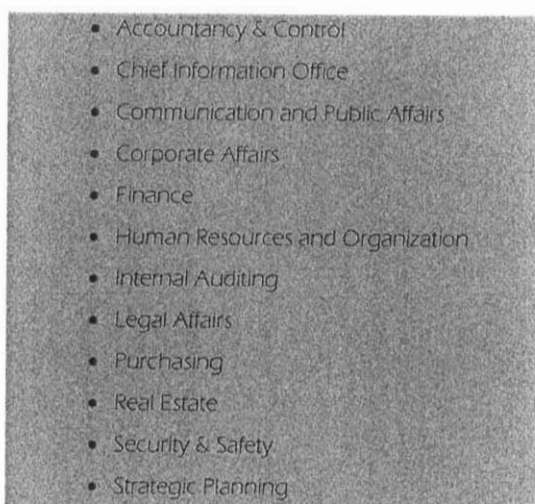 • Accountancy & Control
• Chief Information Office
• Communication and Public Affairs
• Corporate Affairs
• Finance
• Human Resources and Organization
• Internal Auditing
• Legal Affairs
• Purchasing
• Real Estate
• Security & Safety
• Strategic Planning